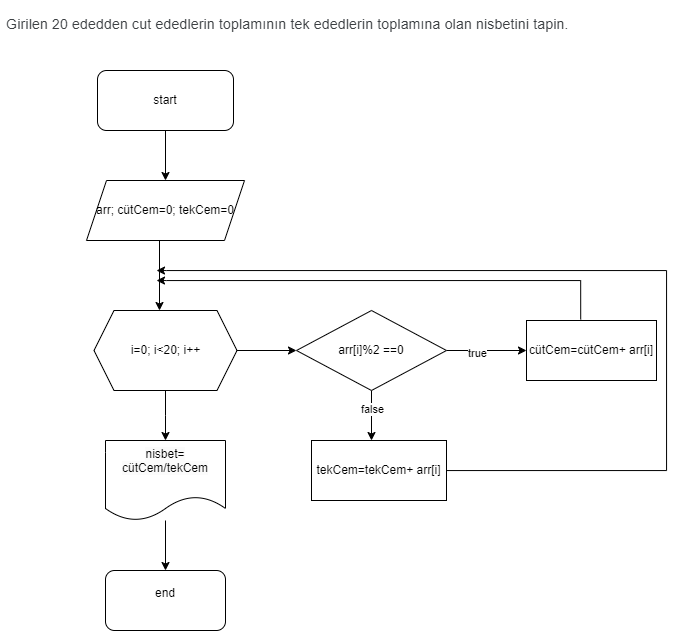 Girilen 20 ededden cut ededlerin toplamının tek ededlerin toplamına olan nisbetini tapin.
start
arr; cütCem=0; tekCem=0
i=0; i<20; i++
arr[i]%2 ==0
true
cütCem=cütCem+ arr[i]
false
nisbet=
cütCem/tekCem
tekCem=tekCem+ arr[i]
end